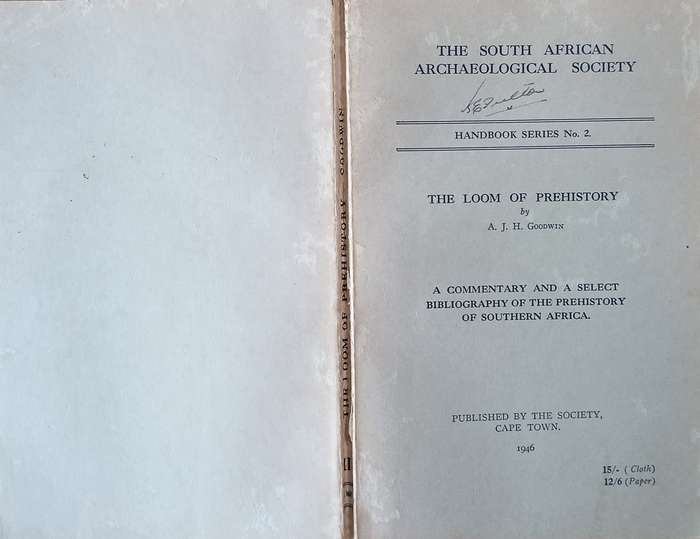 THE LOOM OF PREHISTORY GOODWIN
THE SOUTH AFRICAN
ARCHAEOLOGICAL SOCIETY
HANDBOOK SERIES No. 2.
THE LOOM OF PREHISTORY
by
A. J. H. GOODWIN
A COMMENTARY AND A SELECT
BIBLIOGRAPHY OF THE PREHISTORY
OF SOUTHERN AFRICA.
PUBLISHED BY THE SOCIETY,
CAPE TOWN.
1946
15/- (Cloth)
12/6 (Paper)